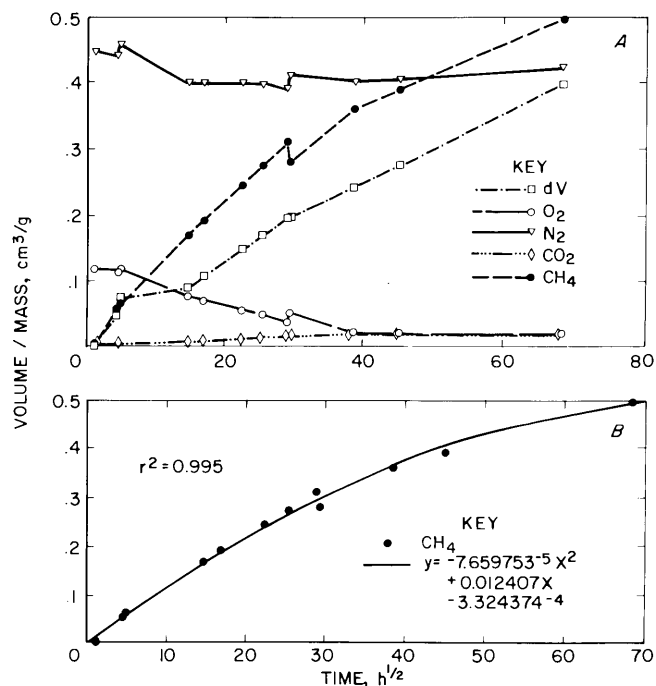 0.5
A
.4
.3
.2
.1
0
20
40
60
80
KEY
dV
O₂
N₂
CO₂
CH₄
VOLUME / MASS, cm³/g
0.5
B
.4
.3
.2
.1
0
10
20
30
40
50
60
70
r² = 0.995
KEY
CH₄
y = -7.659753⁻⁵ X²
+0.012407X
-3.324374⁻⁴
TIME, h^1/2